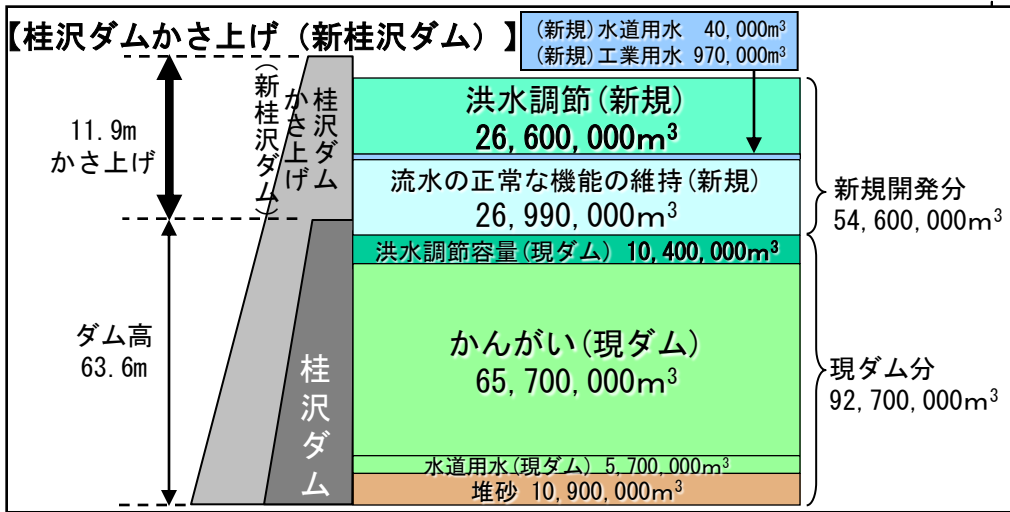 【桂沢ダムかさ上げ（新桂沢ダム）】
(新規)水道用水 40,000m³
(新規)工業用水 970,000m³
11.9m
かさ上げ
桂沢ダム
かさ上げ
(新桂沢ダム)
洪水調節(新規)
26,600,000m³
流水の正常な機能の維持(新規)
26,990,000m³
新規開発分
54,600,000m³
洪水調節容量(現ダム) 10,400,000m³
ダム高
63.6m
桂沢ダム
かんがい(現ダム)
65,700,000m³
現ダム分
92,700,000m³
水道用水(現ダム) 5,700,000m³
堆砂 10,900,000m³